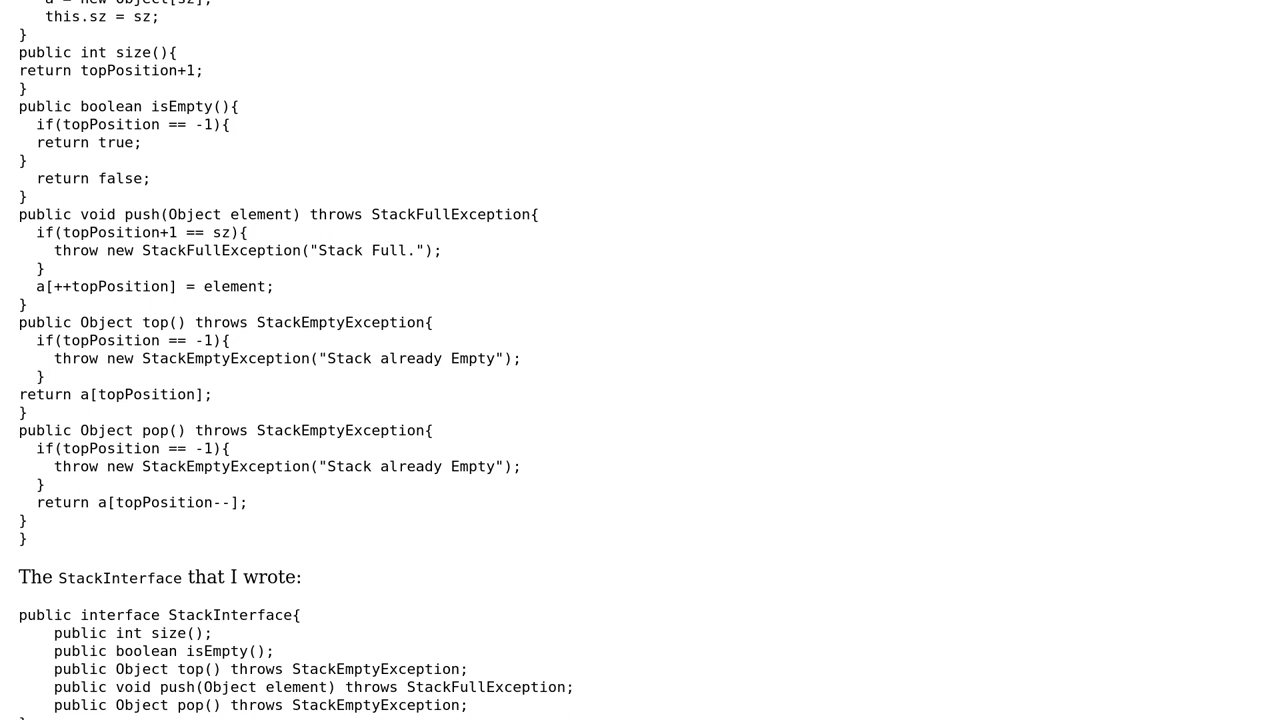 a = new Object[sz];
this.sz = sz;
}
public int size(){
return topPosition+1;
}
public boolean isEmpty(){
if(topPosition == -1){
return true;
}
return false;
}
public void push(Object element) throws StackFullException{
if(topPosition+1 == sz){
throw new StackFullException("Stack Full.");
}
a[++topPosition] = element;
}
public Object top() throws StackEmptyException{
if(topPosition == -1){
throw new StackEmptyException("Stack already Empty");
}
return a[topPosition];
}
public Object pop() throws StackEmptyException{
if(topPosition == -1){
throw new StackEmptyException("Stack already Empty");
}
return a[topPosition--];
}
}
The StackInterface that I wrote:
public interface StackInterface{
public int size();
public boolean isEmpty();
public Object top() throws StackEmptyException;
public void push(Object element) throws StackFullException;
public Object pop() throws StackEmptyException;
}